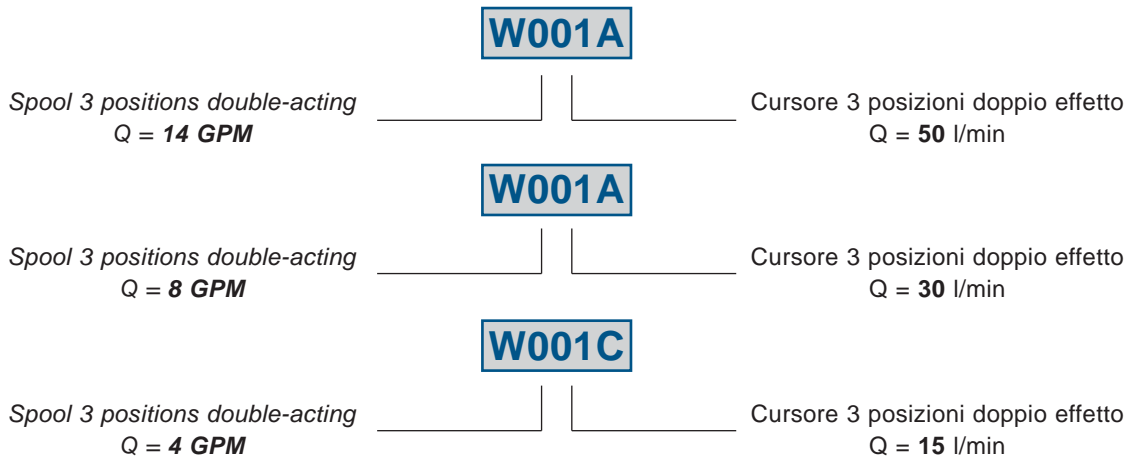 W001A
Spool 3 positions double-acting
Q = 14 GPM
Cursore 3 posizioni doppio effetto
Q = 50 l/min
W001A
Spool 3 positions double-acting
Q = 8 GPM
Cursore 3 posizioni doppio effetto
Q = 30 l/min
W001C
Spool 3 positions double-acting
Q = 4 GPM
Cursore 3 posizioni doppio effetto
Q = 15 l/min